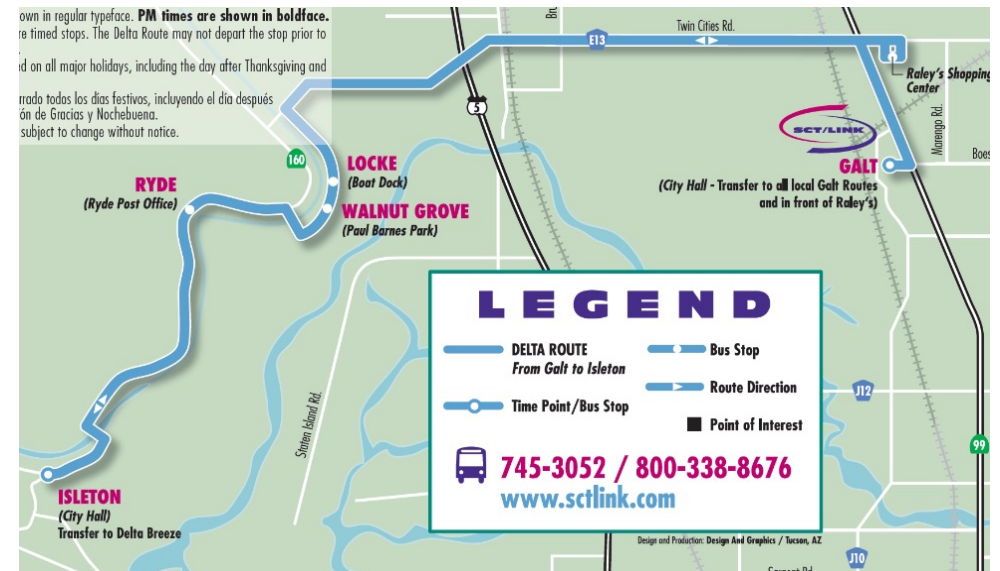 own in regular typeface. PM times are shown in boldface.
re timed stops. The Delta Route may not depart the stop prior to
ed on all major holidays, including the day after Thanksgiving and
rrado todos los dias festivos, incluyendo el día después
ón de Gracias y Nochebuena.
subject to change without notice.
Bru
Twin Cities Rd.
E13
5
Raley's Shopping
Center
Marengo Rd.
Boes
SCT/LINK
GALT
(City Hall - Transfer to all local Galt Routes
and in front of Raley's)
160
LOCKE
(Boat Dock)
RYDE
(Ryde Post Office)
WALNUT GROVE
(Paul Barnes Park)
Staten Island Rd.
LEGEND
DELTA ROUTE
From Galt to Isleton
Bus Stop
Route Direction
Time Point/Bus Stop
Point of Interest
745-3052 / 800-338-8676
www.sctlink.com
J12
99
ISLETON
(City Hall)
Transfer to Delta Breeze
Design and Production: Design And Graphics / Tucson, AZ
J10